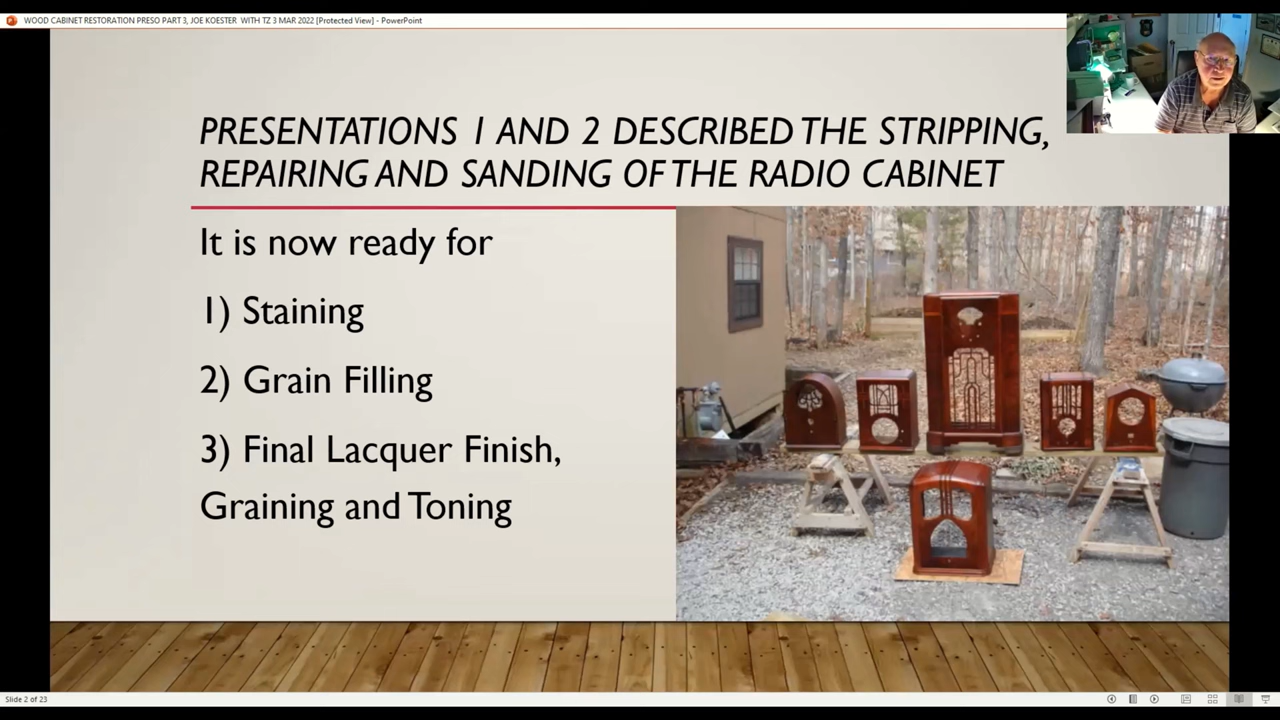 WOOD CABINET RESTORATION PRESO PART 3, JOE KOESTER WITH TZ 3 MAR 2022 [Protected View] - PowerPoint
PRESENTATIONS 1 AND 2 DESCRIBED THE STRIPPING,
REPAIRING AND SANDING OF THE RADIO CABINET
It is now ready for
1) Staining
2) Grain Filling
3) Final Lacquer Finish,
Graining and Toning
Slide 2 of 23